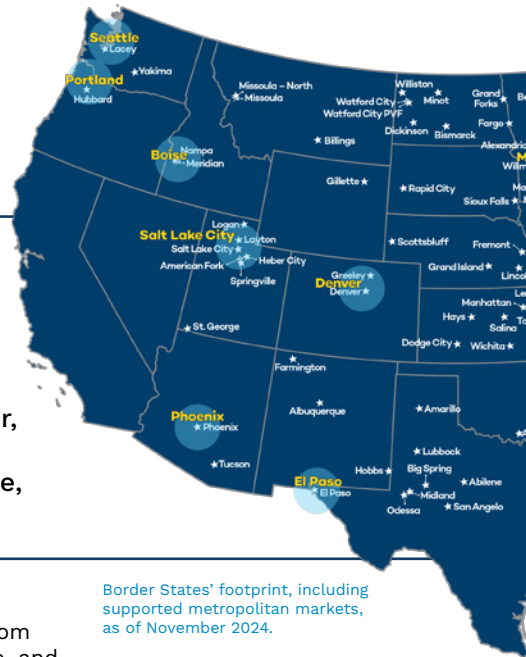 Seattle
Lacey
Portland
Yakima
Hubbard
Missoula – North
Missoula
Williston
Watford City
Minot
Watford City PVF
Dickinson
Bismarck
Grand
Forks
Fargo
Alexandri
Billings
Boise
Nampa
Meridian
Gillette
Rapid City
Sioux Falls
Logan
Salt Lake City
Layton
Salt Lake City
Heber City
American Fork
Springville
Scottsbluff
Fremont
Grand Island
Lincol
Greeley
Denver
Denver
Manhattan
Hays
Salina
Dodge City
Wichita
St. George
Farmington
Albuquerque
Amarillo
Phoenix
Phoenix
Tucson
Lubbock
Hobbs
Big Spring
Abilene
El Paso
El Paso
Midland
Odessa
San Angelo
r,
e,
Border States’ footprint, including
supported metropolitan markets,
as of November 2024.
om